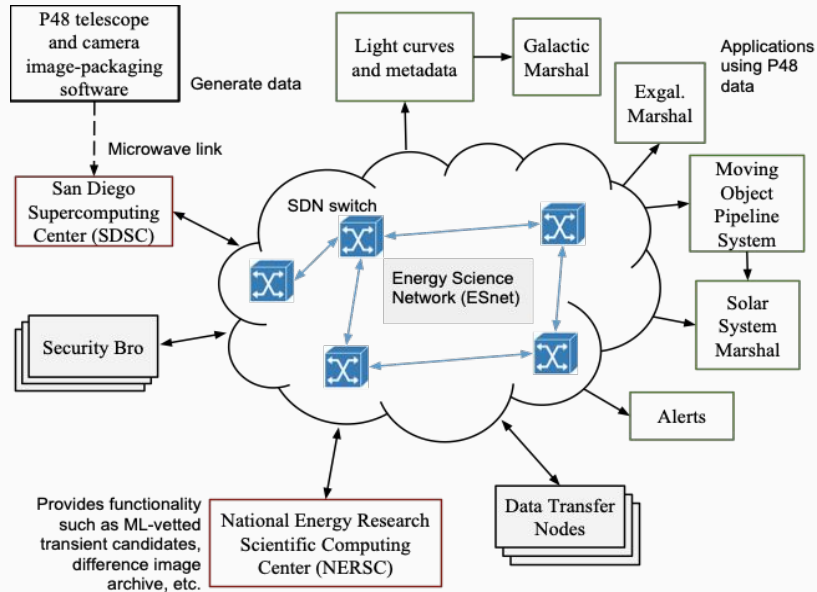 P48 telescope
and camera
image-packaging
software
Generate data
Microwave link
San Diego
Supercomputing
Center (SDSC)
Light curves
and metadata
Galactic
Marshal
Applications
using P48
data
Exgal.
Marshal
Moving
Object
Pipeline
System
Solar
System
Marshal
SDN switch
Energy Science
Network (ESnet)
Security Bro
Alerts
Provides functionality
such as ML-vetted
transient candidates,
difference image
archive, etc.
National Energy Research
Scientific Computing
Center (NERSC)
Data Transfer
Nodes